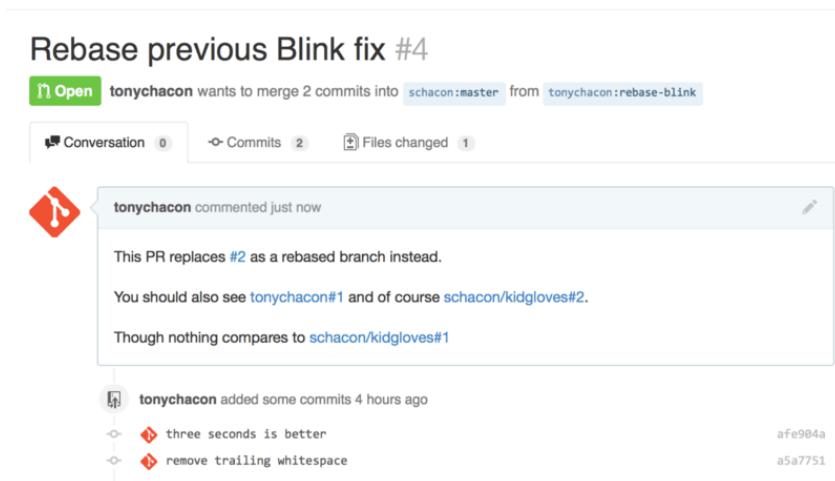 Rebase previous Blink fix #4
Open tonychacon wants to merge 2 commits into schacon:master from tonychacon:rebase-blink
Conversation 0 Commits 2 Files changed 1
tonychacon commented just now
This PR replaces #2 as a rebased branch instead.
You should also see tonychacon#1 and of course schacon/kidgloves#2.
Though nothing compares to schacon/kidgloves#1
tonychacon added some commits 4 hours ago
three seconds is better afe904a
remove trailing whitespace a5a7751